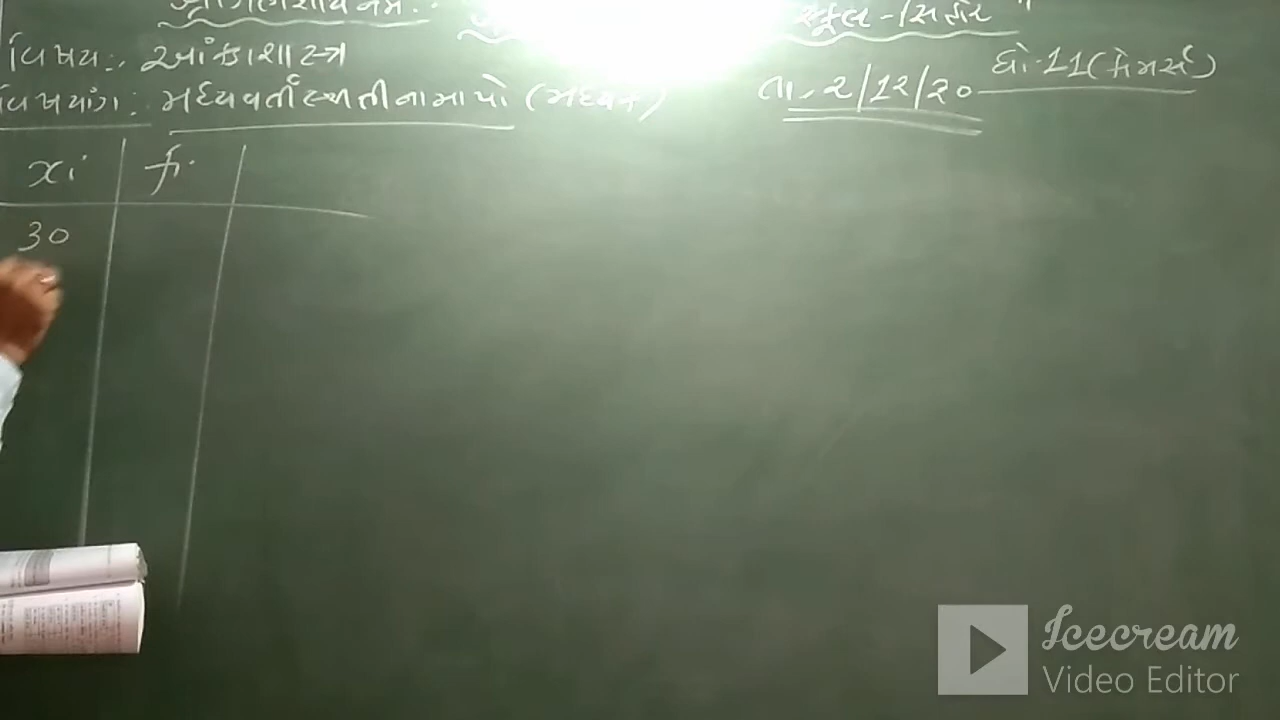 સ્કુલ - સિહોર
વિષય :. આંકડાશાસ્ત્ર ધો. 11 (કોમર્સ)
વિષયાંગ : મધ્યવર્તી સ્થિતીના માપો (મધ્યક) તા. 2/12/20
xi fi
30
Icecream
Video Editor